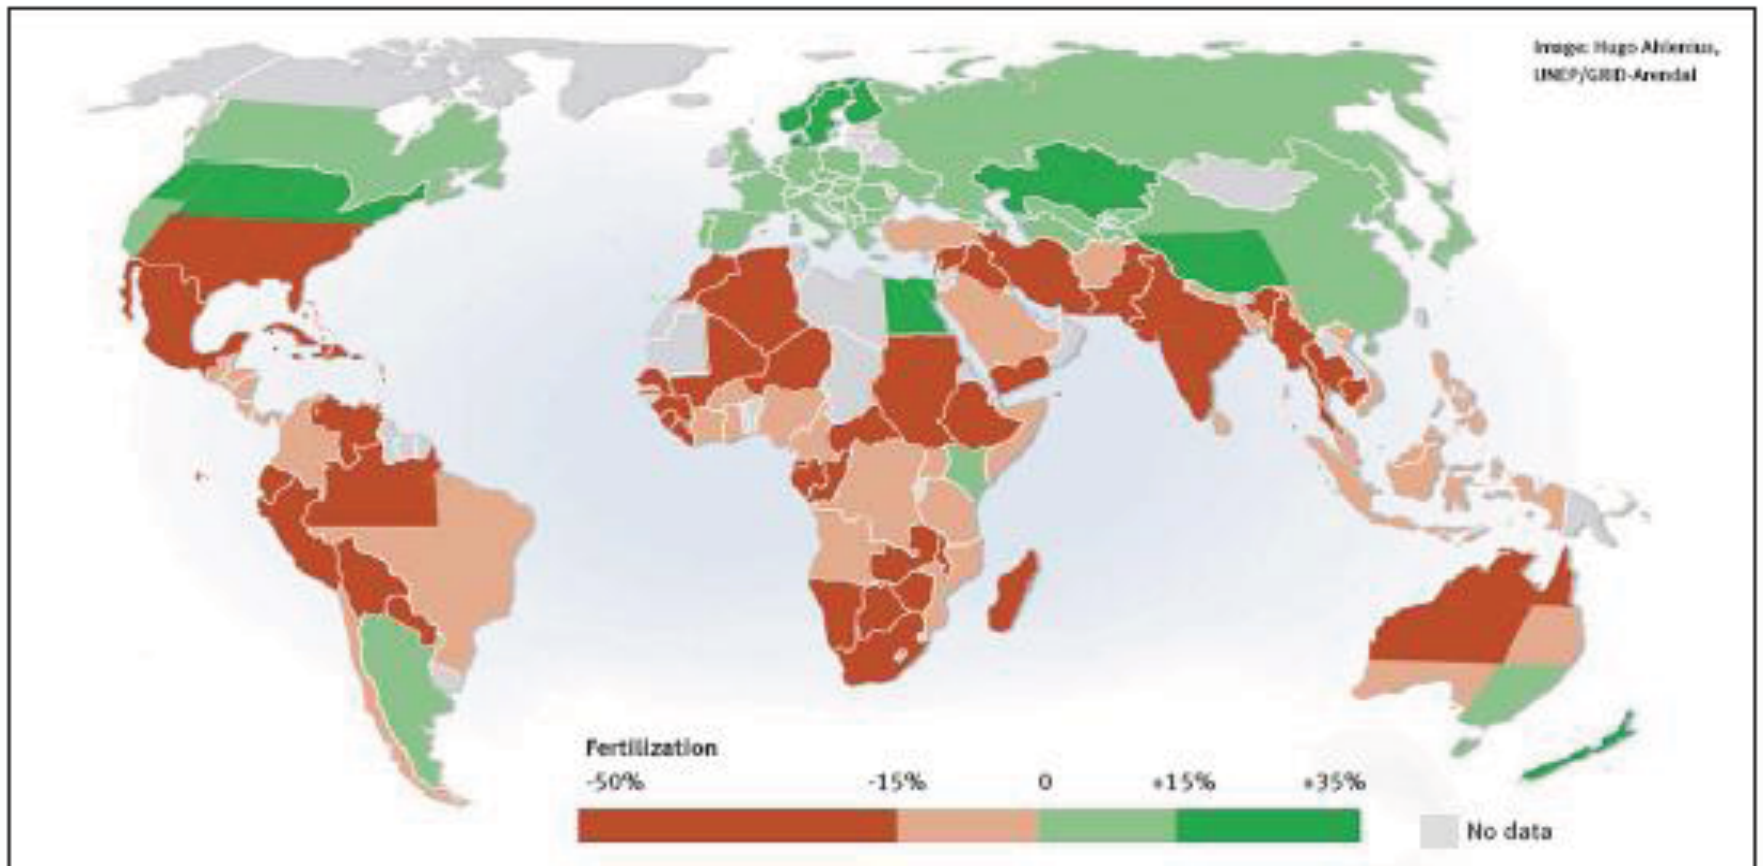 Image: Hugo Ahlenius,
UNEP/GRID-Arendal
Fertilization
-50% -15% 0 +15% +35%
No data